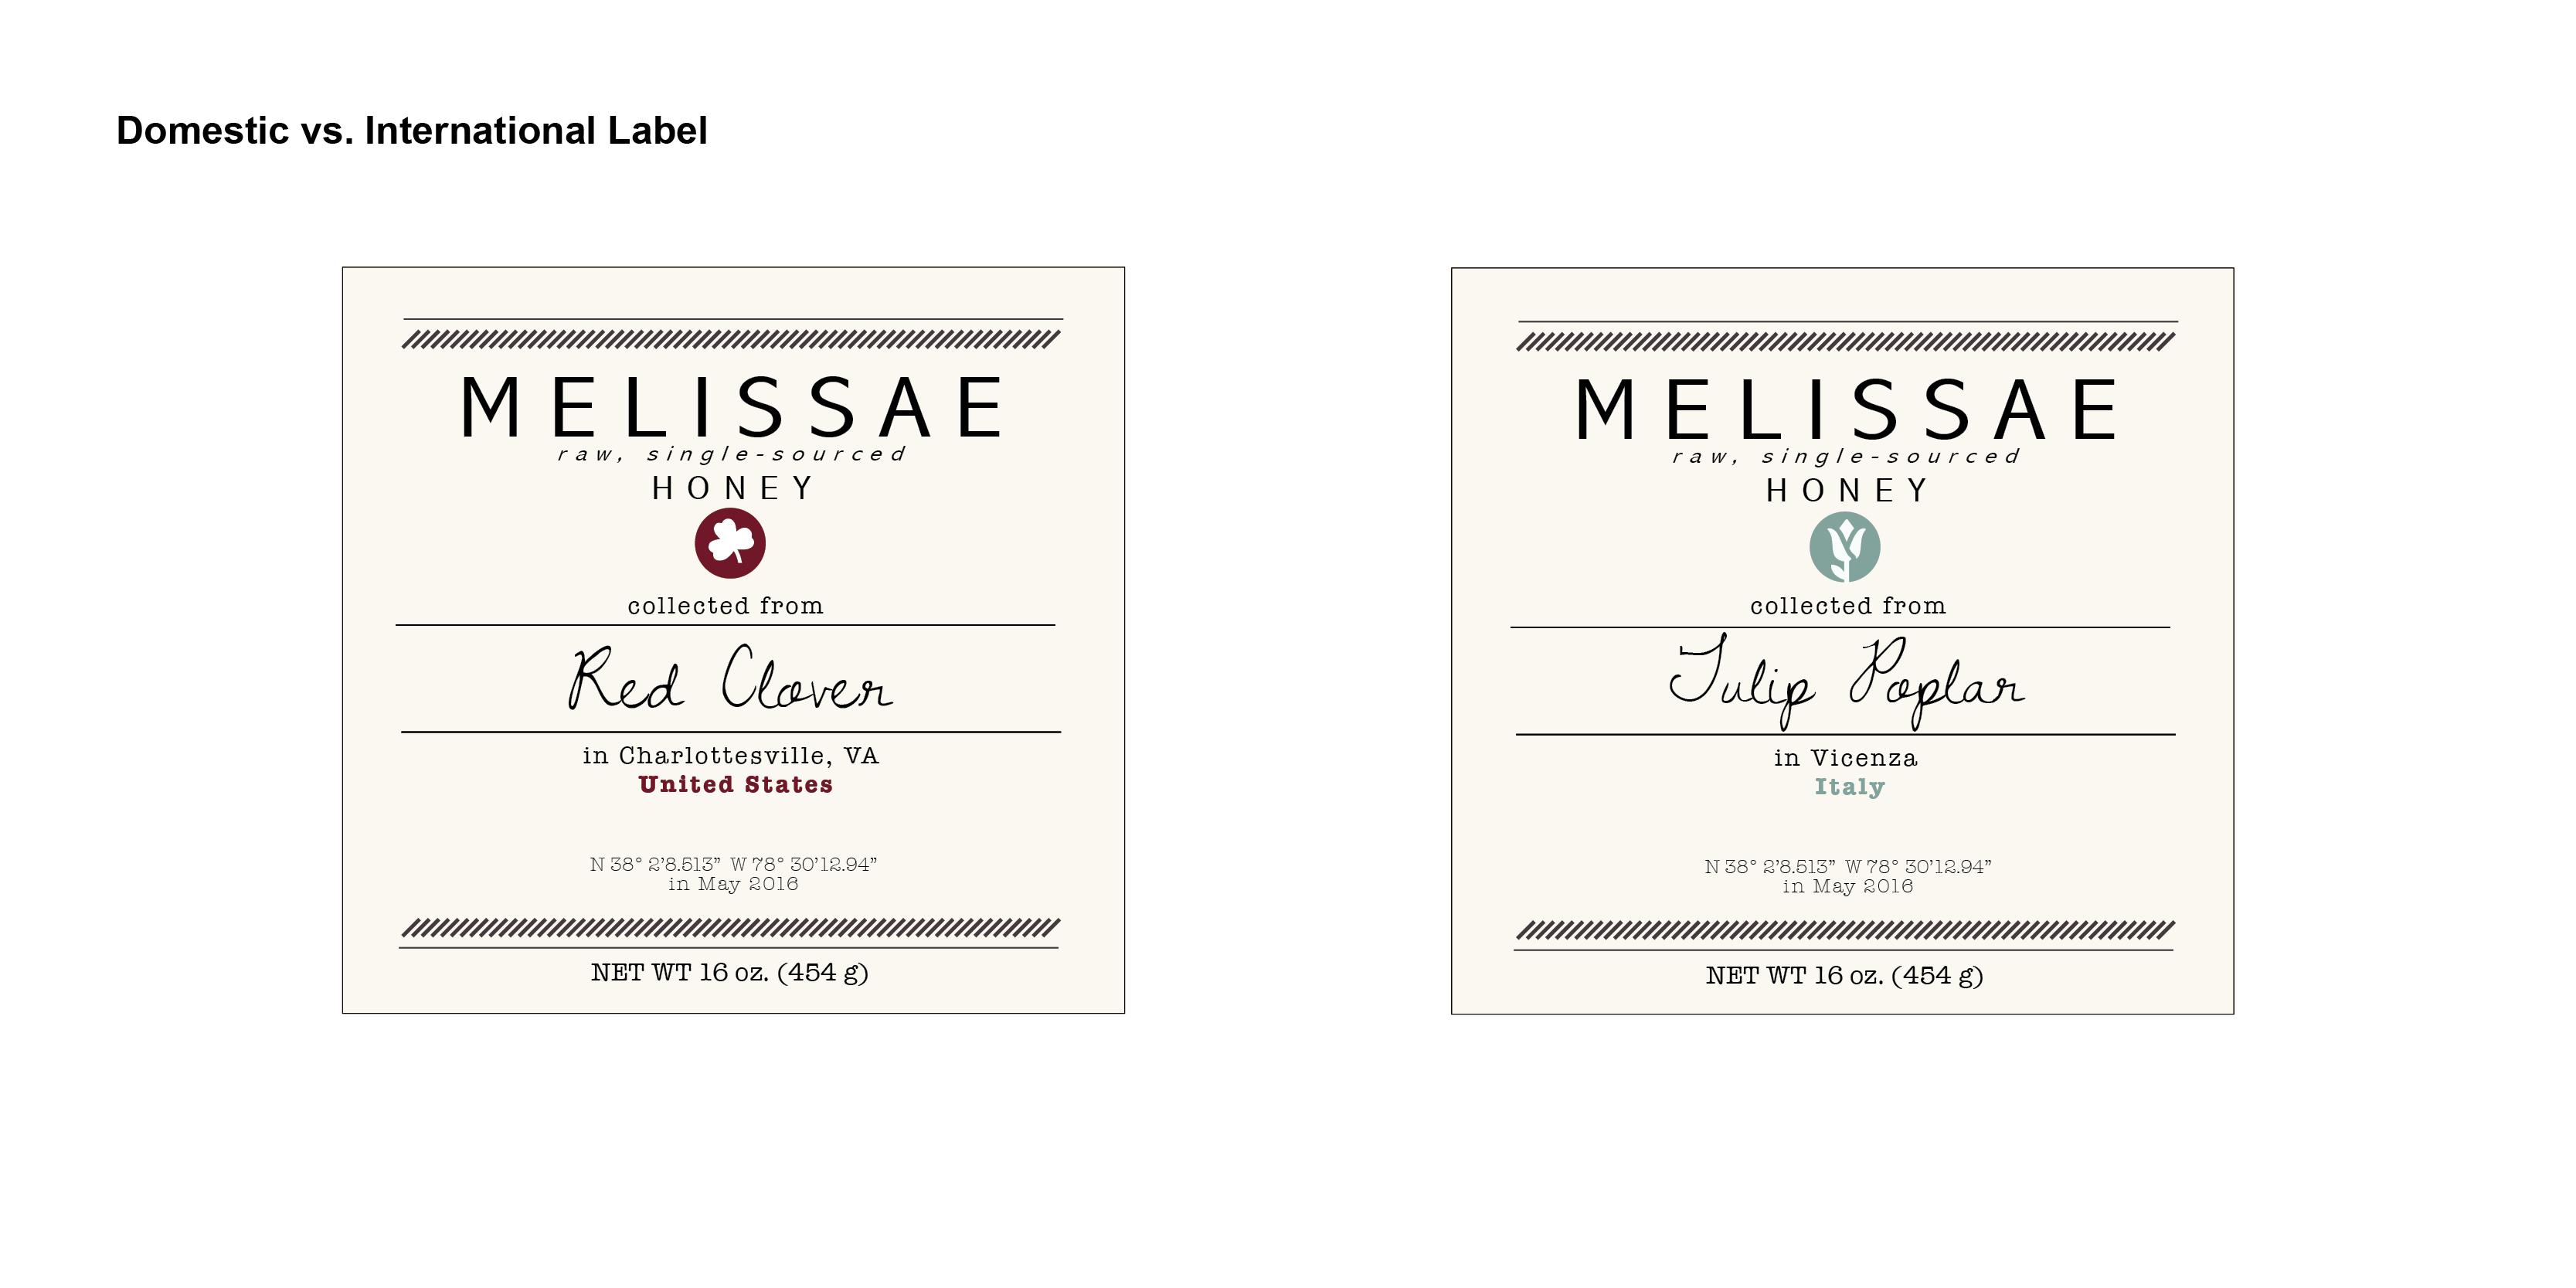 Domestic vs. International Label
MELISSAE
raw, single-sourced
HONEY
collected from
Red Clover
in Charlottesville, VA
United States
N 38° 2’8.513” W 78° 30’12.94”
in May 2016
NET WT 16 oz. (454 g)
MELISSAE
raw, single-sourced
HONEY
collected from
Tulip Poplar
in Vicenza
Italy
N 38° 2’8.513” W 78° 30’12.94”
in May 2016
NET WT 16 oz. (454 g)